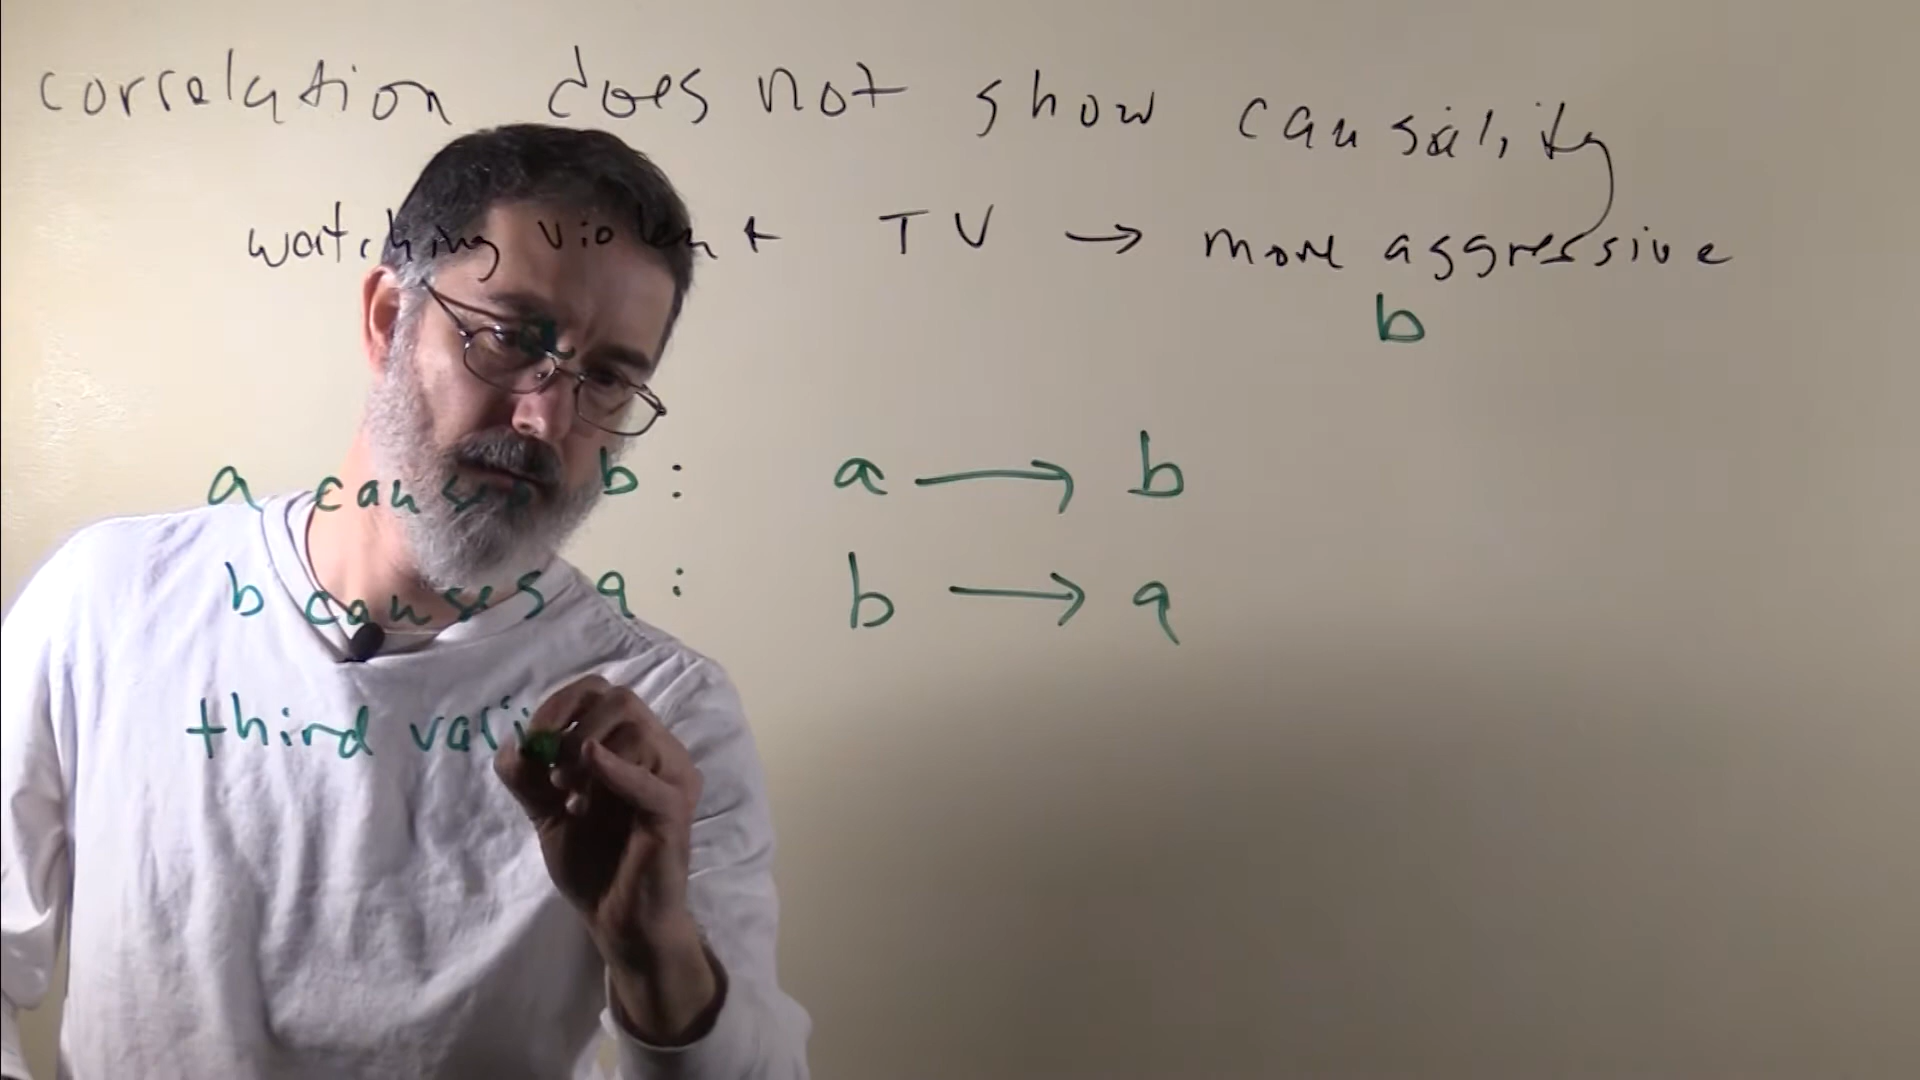 correlation does not show causality
watching violent TV → more aggressive
a b
a causes b: a → b
b causes a: b → a
third vari